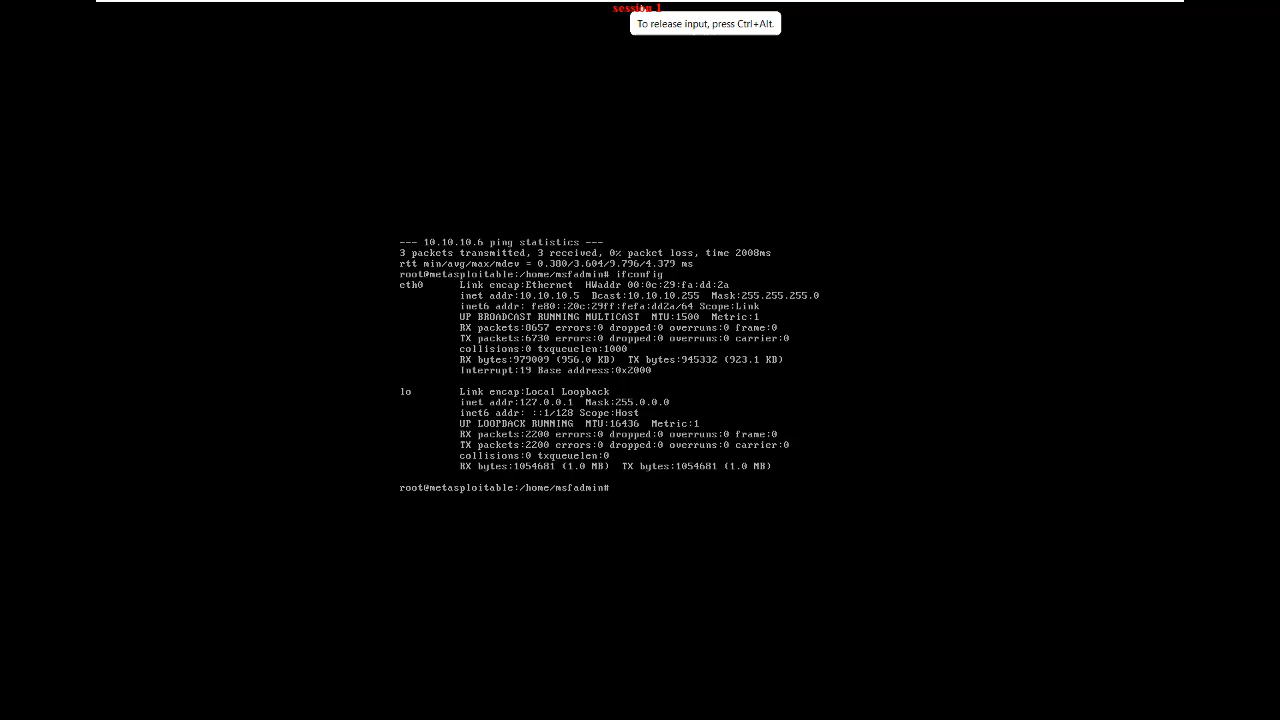 session 1
To release input, press Ctrl+Alt.
--- 10.10.10.6 ping statistics ---
3 packets transmitted, 3 received, 0% packet loss, time 2008ms
rtt min/avg/max/mdev = 0.380/3.604/9.796/4.379 ms
root@metasploitable:/home/msfadmin# ifconfig
eth0 Link encap:Ethernet HWaddr 00:0c:29:fa:dd:2a
inet addr:10.10.10.5 Bcast:10.10.10.255 Mask:255.255.255.0
inet6 addr: fe80::20c:29ff:fefa:dd2a/64 Scope:Link
UP BROADCAST RUNNING MULTICAST MTU:1500 Metric:1
RX packets:8657 errors:0 dropped:0 overruns:0 frame:0
TX packets:6730 errors:0 dropped:0 overruns:0 carrier:0
collisions:0 txqueuelen:1000
RX bytes:979009 (956.0 KB) TX bytes:945332 (923.1 KB)
Interrupt:19 Base address:0x2000
lo Link encap:Local Loopback
inet addr:127.0.0.1 Mask:255.0.0.0
inet6 addr: ::1/128 Scope:Host
UP LOOPBACK RUNNING MTU:16436 Metric:1
RX packets:2200 errors:0 dropped:0 overruns:0 frame:0
TX packets:2200 errors:0 dropped:0 overruns:0 carrier:0
collisions:0 txqueuelen:0
RX bytes:1054681 (1.0 MB) TX bytes:1054681 (1.0 MB)
root@metasploitable:/home/msfadmin#